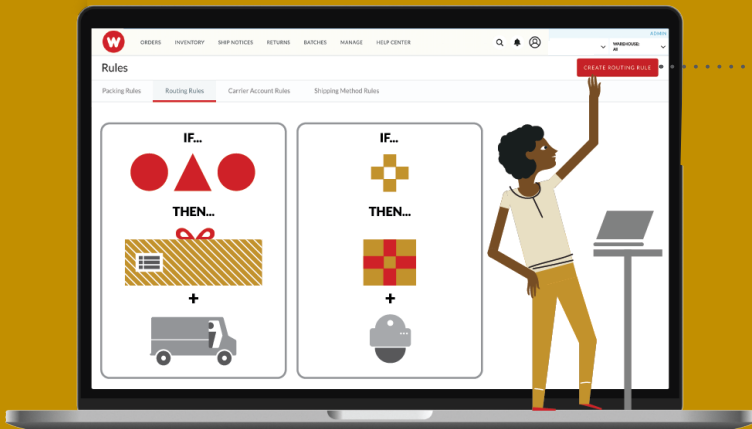 ADMIN
W
ORDERS INVENTORY SHIP NOTICES RETURNS BATCHES MANAGE HELP CENTER
WAREHOUSE:
All
Rules
CREATE ROUTING RULE
Packing Rules Routing Rules Carrier Account Rules Shipping Method Rules
IF...
THEN...
+
IF...
THEN...
+